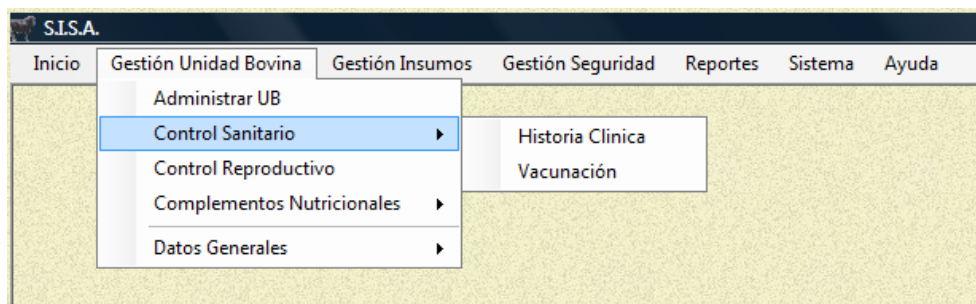 S.I.S.A.
Inicio Gestión Unidad Bovina Gestión Insumos Gestión Seguridad Reportes Sistema Ayuda
Administrar UB
Control Sanitario
Historia Clinica
Control Reproductivo
Vacunación
Complementos Nutricionales
Datos Generales